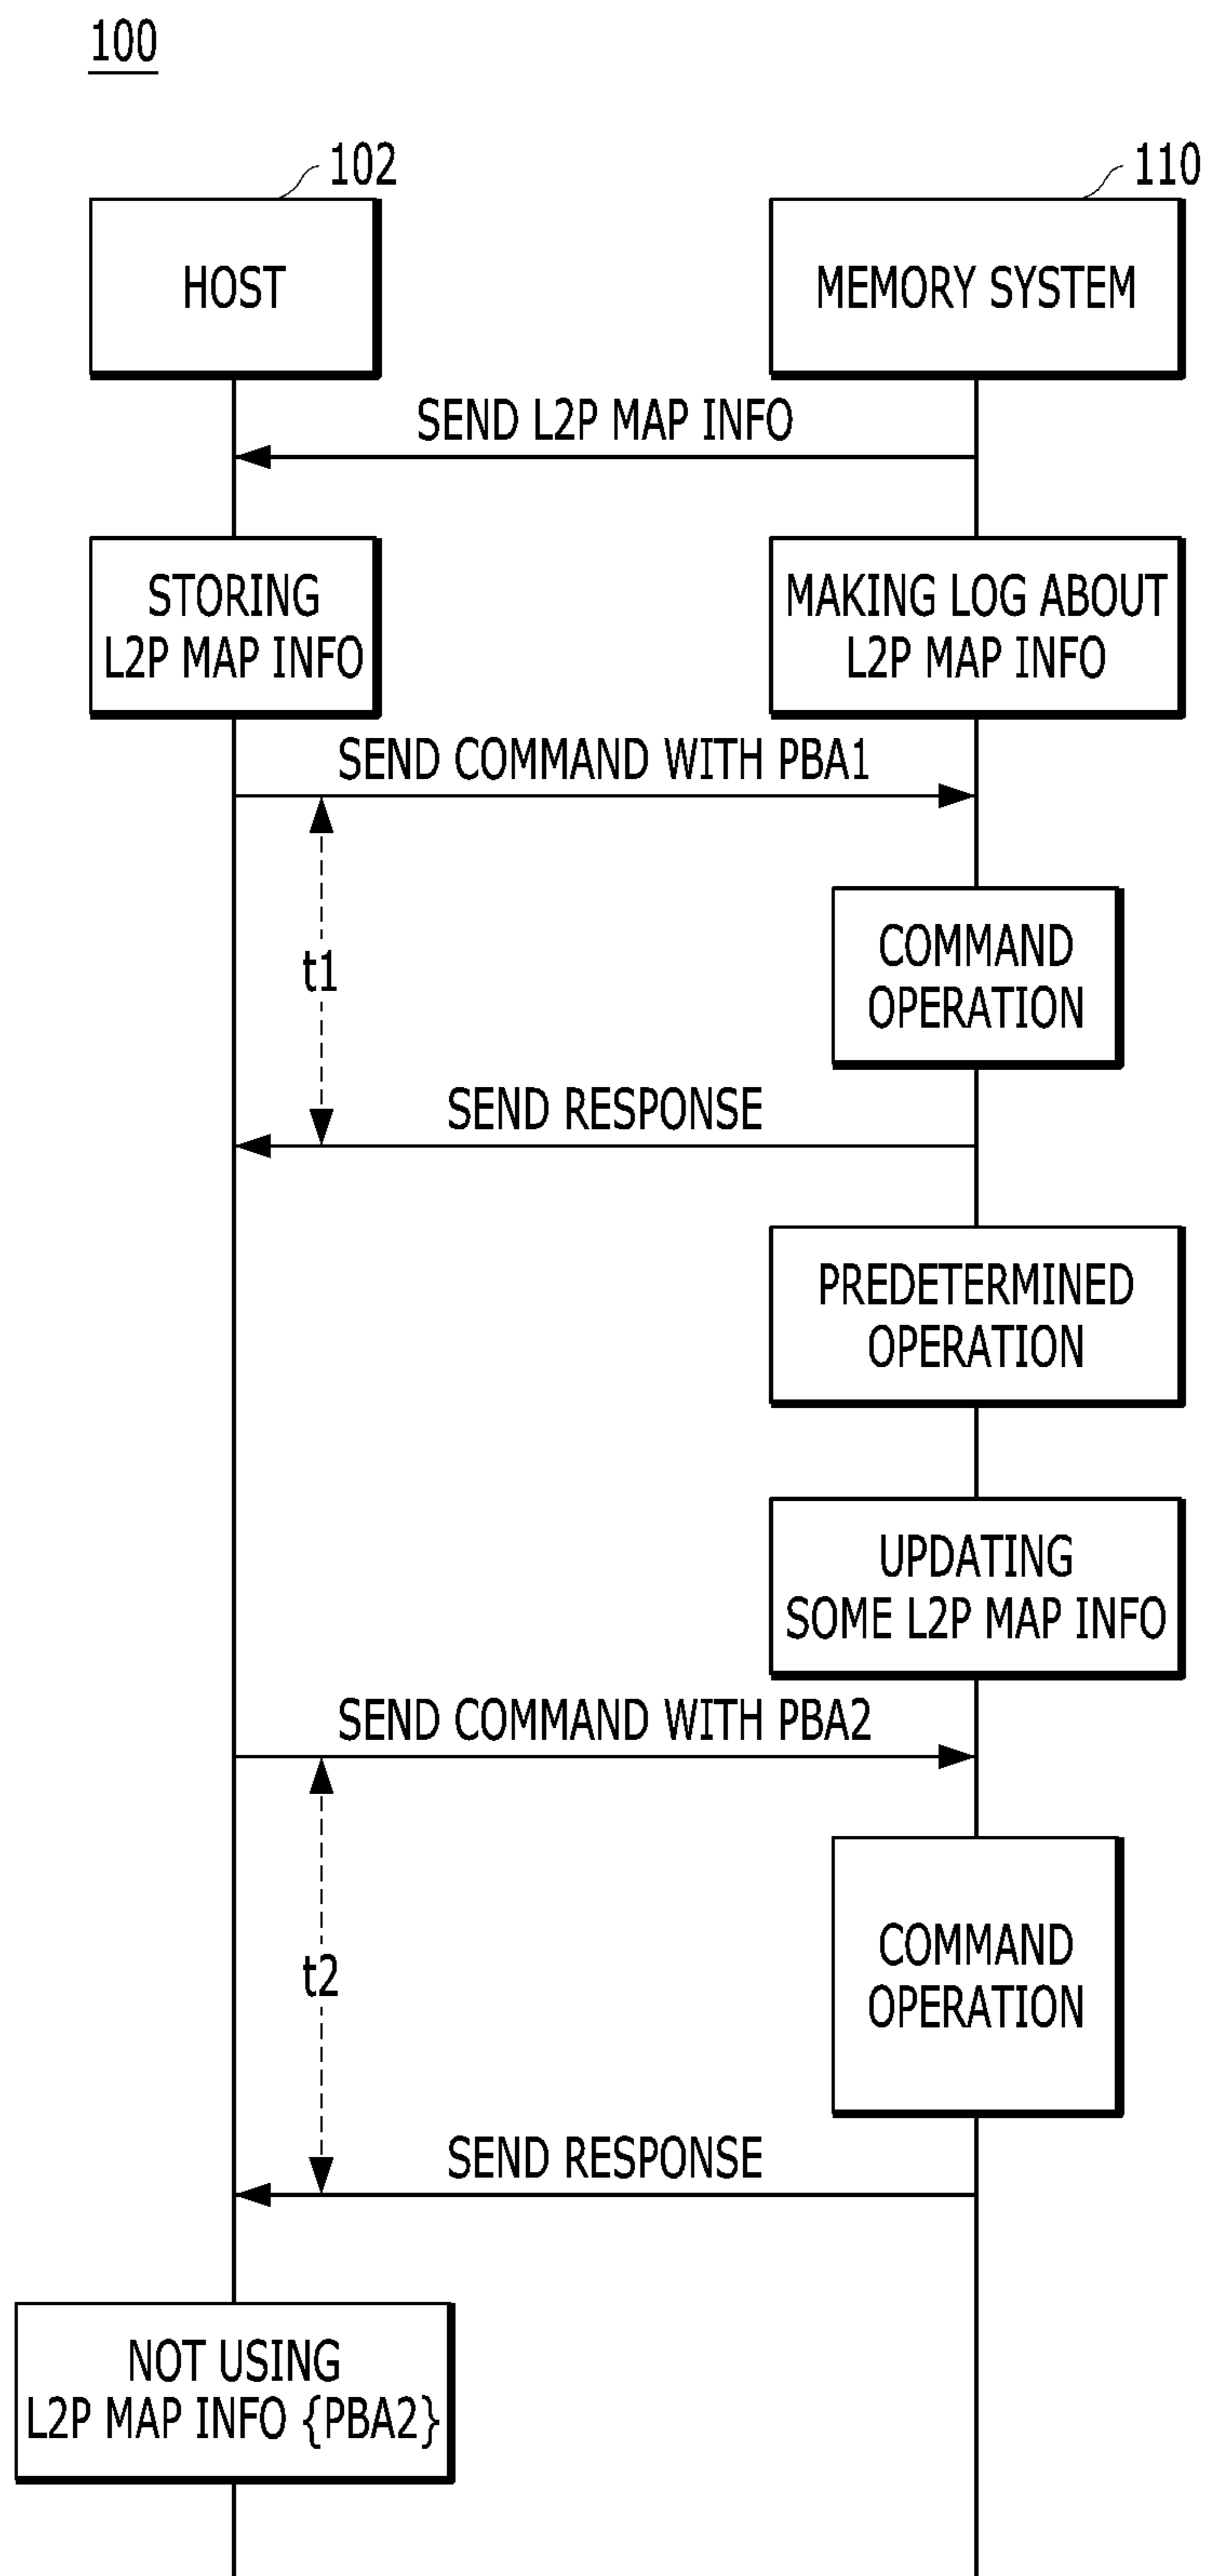 100
102
110
HOST
MEMORY SYSTEM
SEND L2P MAP INFO
STORING
L2P MAP INFO
MAKING LOG ABOUT
L2P MAP INFO
SEND COMMAND WITH PBA1
COMMAND
OPERATION
t1
SEND RESPONSE
PREDETERMINED
OPERATION
UPDATING
SOME L2P MAP INFO
SEND COMMAND WITH PBA2
COMMAND
OPERATION
t2
SEND RESPONSE
NOT USING
L2P MAP INFO {PBA2}